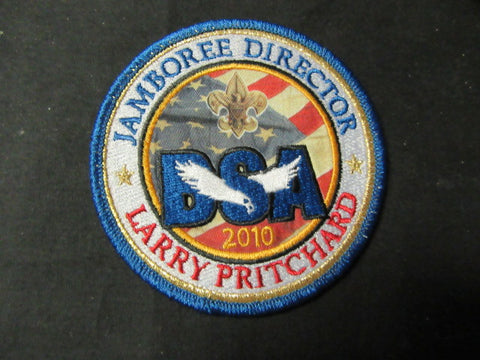 JAMBOREE DIRECTOR
BSA
2010
LARRY PRITCHARD